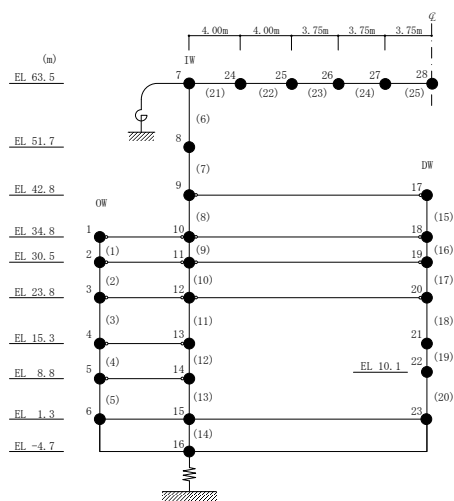 ℄
4.00m 4.00m 3.75m 3.75m 3.75m
(m) IW
EL 63.5 7 24 25 26 27 28
(21) (22) (23) (24) (25)
(6)
EL 51.7 8
(7)
DW
EL 42.8 9 17
OW (8) (15)
EL 34.8 1 10 18
(1) (9) (16)
EL 30.5 2 11 19
(2) (10) (17)
EL 23.8 3 12 20
(3) (11) (18)
EL 15.3 4 13 21
(4) (12) (19)
EL 10.1 22
EL 8.8 5 14
(5) (13) (20)
EL 1.3 6 15 23
(14)
EL -4.7 16